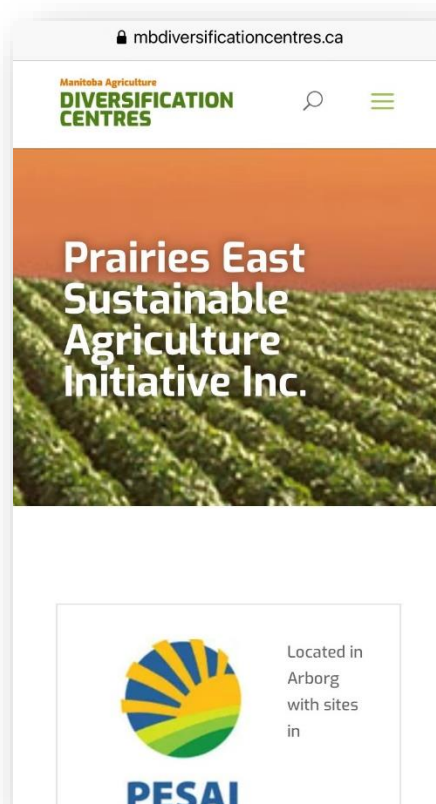 mbdiversificationcentres.ca
Manitoba Agriculture
DIVERSIFICATION
CENTRES
Prairies East
Sustainable
Agriculture
Initiative Inc.
Located in
Arborg
with sites
in
PESAI